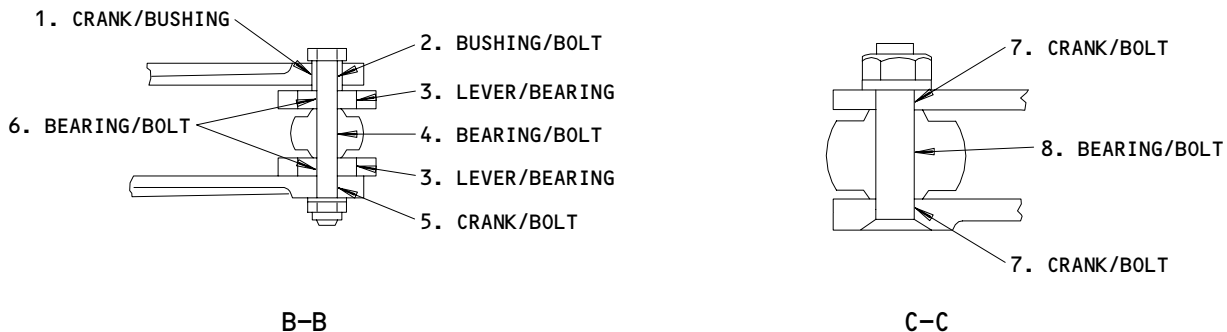 1. CRANK/BUSHING
2. BUSHING/BOLT
3. LEVER/BEARING
6. BEARING/BOLT
4. BEARING/BOLT
3. LEVER/BEARING
5. CRANK/BOLT
B-B
7. CRANK/BOLT
8. BEARING/BOLT
7. CRANK/BOLT
C-C